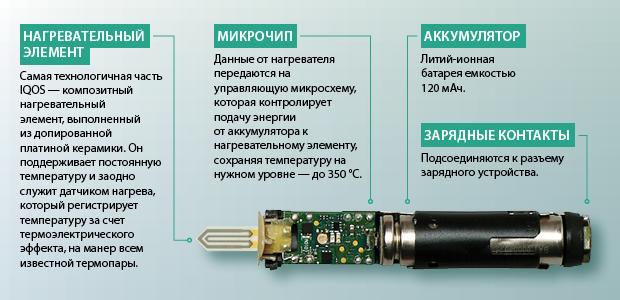 НАГРЕВАТЕЛЬНЫЙ
ЭЛЕМЕНТ
Самая технологичная часть
IQOS — композитный
нагревательный
элемент, выполненный
из допированной
платиной керамики. Он
поддерживает постоянную
температуру и заодно
служит датчиком нагрева,
который регистрирует
температуру за счет
термоэлектрического
эффекта, на манер всем
известной термопары.
МИКРОЧИП
Данные от нагревателя
передаются на
управляющую микросхему,
которая контролирует
подачу энергии
от аккумулятора к
нагревательному элементу,
сохраняя температуру на
нужном уровне — до 350 °С.
АККУМУЛЯТОР
Литий-ионная
батарея емкостью
120 мАч.
ЗАРЯДНЫЕ КОНТАКТЫ
Подсоединяются к разъему
зарядного устройства.